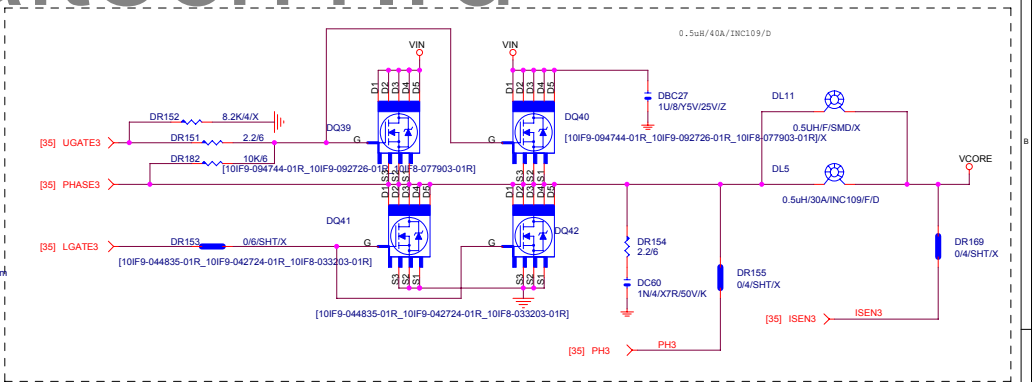 0.5uH/40A/INC109/D
VIN
VIN
D1
D2
D3
D4
D5
D1
D2
D3
D4
D5
DBC27
1U/8/Y5V/25V/Z
DL11
DR152
8.2K/4/X
DQ39
DQ40
0.5UH/F/SMD/X
[35] UGATE3
DR151
2.2/6
G
G
[10IF9-094744-01R_10IF9-092726-01R_10IF8-077903-01R]/X
DR182
10K/6
[10IF9-094744-01R_10IF9-092726-01R_10IF8-077903-01R]
DL5
VCORE
B
S3
S2
S1
S3
S2
S1
[35] PHASE3
D1
D2
D3
D4
D5
D1
D2
D3
D4
D5
0.5uH/30A/INC109/F/D
DQ41
DQ42
[35] LGATE3
DR153
0/6/SHT/X
G
G
DR154
2.2/6
DR169
0/4/SHT/X
[10IF9-044835-01R_10IF9-042724-01R_10IF8-033203-01R]
DR155
0/4/SHT/X
S3
S2
S1
S3
S2
S1
DC60
1N/4/X7R/50V/K
[10IF9-044835-01R_10IF9-042724-01R_10IF8-033203-01R]
[35] ISEN3
ISEN3
[35] PH3
PH3